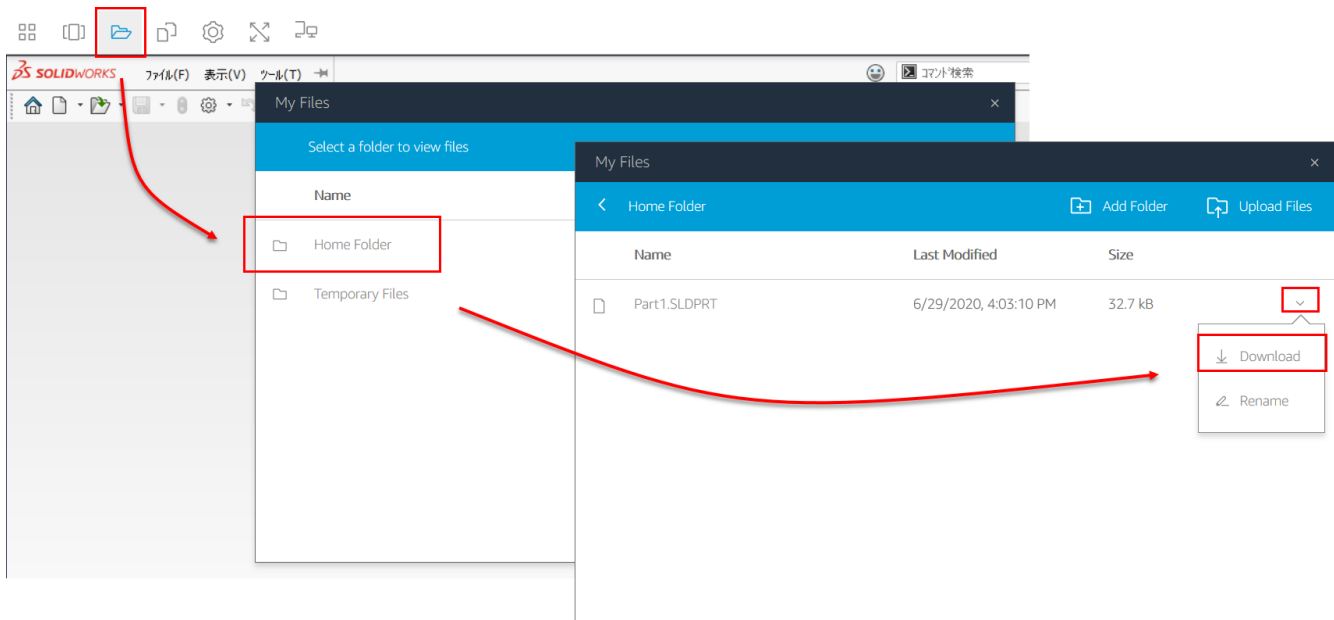 SOLIDWORKS ファイル(F) 表示(V) ツール(T) コマンド検索
My Files
Select a folder to view files
Name
Home Folder
Temporary Files
My Files
Home Folder Add Folder Upload Files
Name Last Modified Size
Part1.SLDPRT 6/29/2020, 4:03:10 PM 32.7 kB
Download
Rename